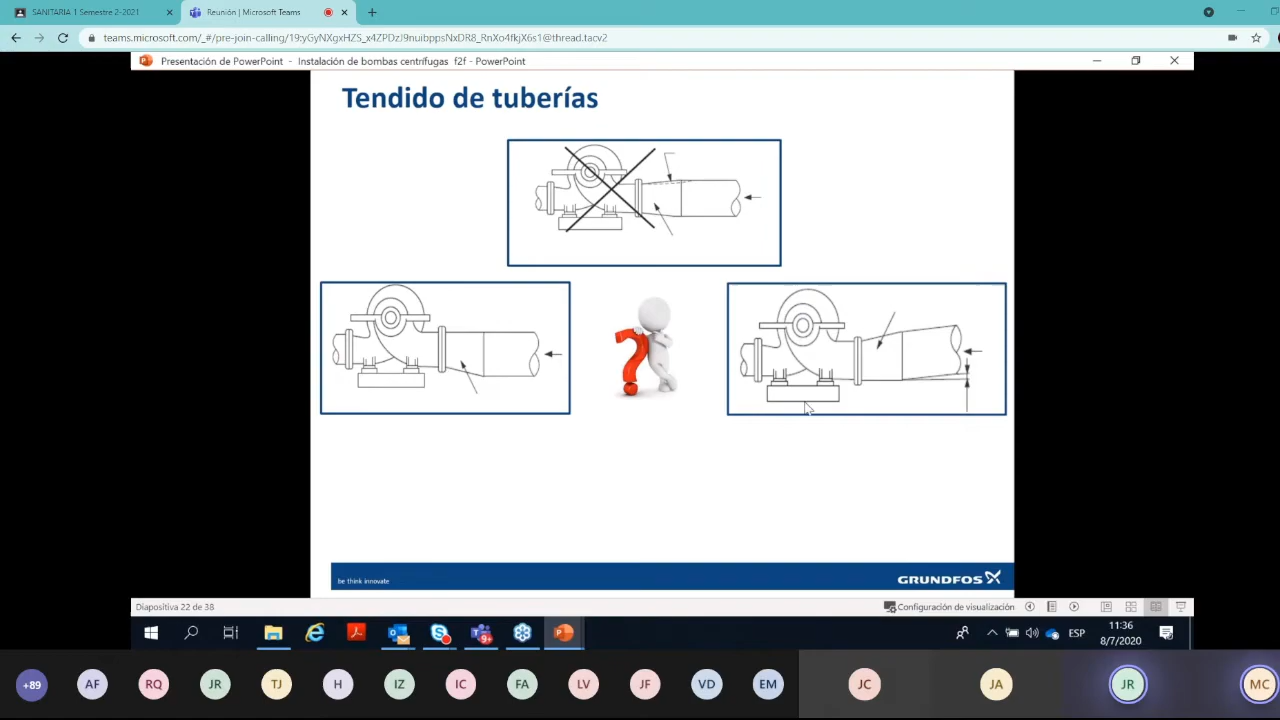 SANITARIA 1 Semestre 2-2021
Reunión | Microsoft Teams
teams.microsoft.com/_#/pre-join-calling/19:yGyNXgxHZS_x4ZPDzJ9nuibppsNxDR8_RnXo4fkjX6s1@thread.tacv2
Presentación de PowerPoint - Instalación de bombas centrífugas f2f - PowerPoint
Tendido de tuberías
be think innovate
GRUNDFOS
Diapositiva 22 de 38
Configuración de visualización
9+
ESP
11:36
8/7/2020
+89 AF RQ JR TJ H IZ IC FA LV JF VD EM JC JA JR MC